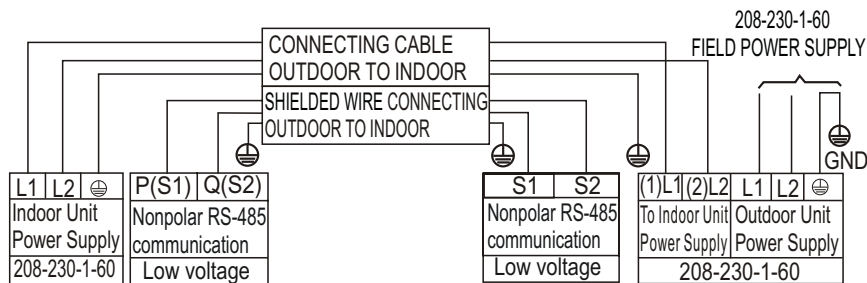 208-230-1-60
FIELD POWER SUPPLY
CONNECTING CABLE
OUTDOOR TO INDOOR
SHIELDED WIRE CONNECTING
OUTDOOR TO INDOOR
GND
L1 L2
Indoor Unit
Power Supply
208-230-1-60
P(S1) Q(S2)
Nonpolar RS-485
communication
Low voltage
S1 S2
Nonpolar RS-485
communication
Low voltage
(1)L1 (2)L2 L1 L2
To Indoor Unit
Power Supply
Outdoor Unit
Power Supply
208-230-1-60